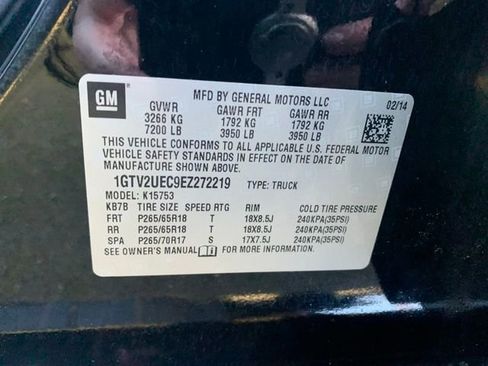 GM
MFD BY GENERAL MOTORS LLC
02/14
GVWR GAWR FRT GAWR RR
3266 KG 1792 KG 1792 KG
7200 LB 3950 LB 3950 LB
THIS VEHICLE CONFORMS TO ALL APPLICABLE U.S. FEDERAL MOTOR
VEHICLE SAFETY STANDARDS IN EFFECT ON THE DATE OF
MANUFACTURE SHOWN ABOVE.
1GTV2UEC9EZ272219 TYPE: TRUCK
MODEL: K15753
KB7B TIRE SIZE SPEED RTG RIM COLD TIRE PRESSURE
FRT P265/65R18 T 18X8.5J 240KPA(35PSI)
RR P265/65R18 T 18X8.5J 240KPA(35PSI)
SPA P265/70R17 S 17X7.5J 240KPA(35PSI)
SEE OWNER'S MANUAL FOR MORE INFORMATION.